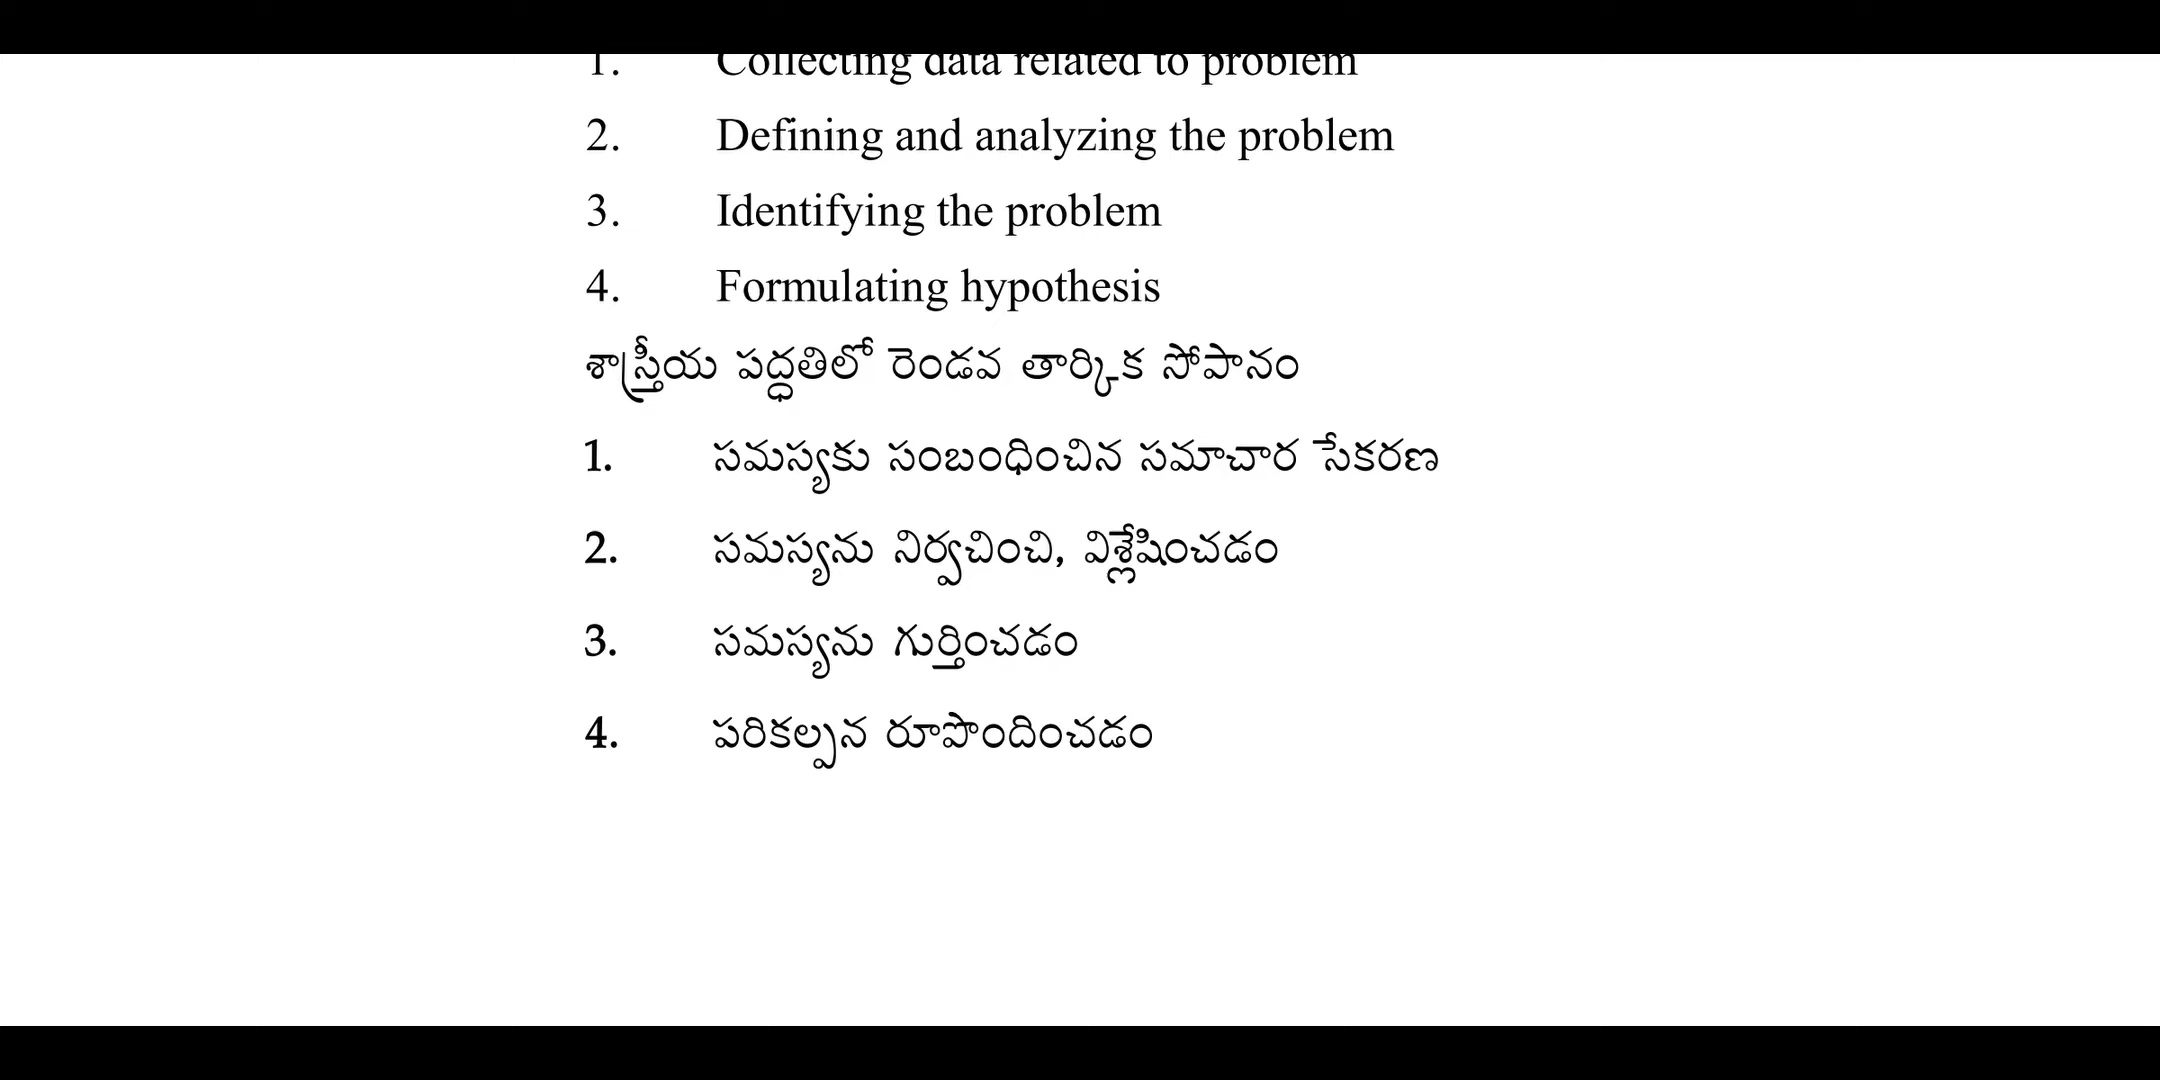 1. Collecting data related to problem
2. Defining and analyzing the problem
3. Identifying the problem
4. Formulating hypothesis
శాస్త్రీయ పద్ధతిలో రెండవ తార్కిక సోపానం
1. సమస్యకు సంబంధించిన సమాచార సేకరణ
2. సమస్యను నిర్వచించి, విశ్లేషించడం
3. సమస్యను గుర్తించడం
4. పరికల్పన రూపొందించడం